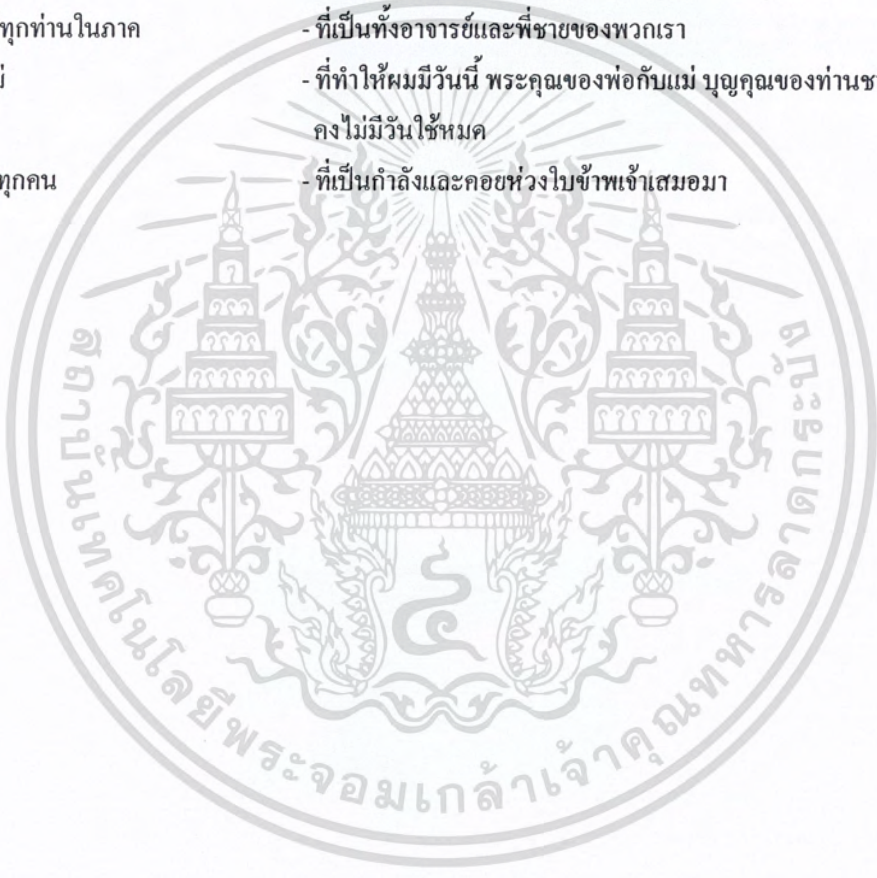 ทุกท่านในภาค - ที่เป็นทั้งอาจารย์และพี่ชายของพวกเรา
- ที่ทำให้ผมมีวันนี้ พระคุณของพ่อกับแม่ บุญคุณของท่าน
คงไม่มีวันใช้หมด
ทุกคน - ที่เป็นกำลังและคอยห่วงใบข้าพเจ้าเสมอมา
สถาบันเทคโนโลยีพระจอมเกล้าเจ้าคุณทหารลาดกระบัง
๔